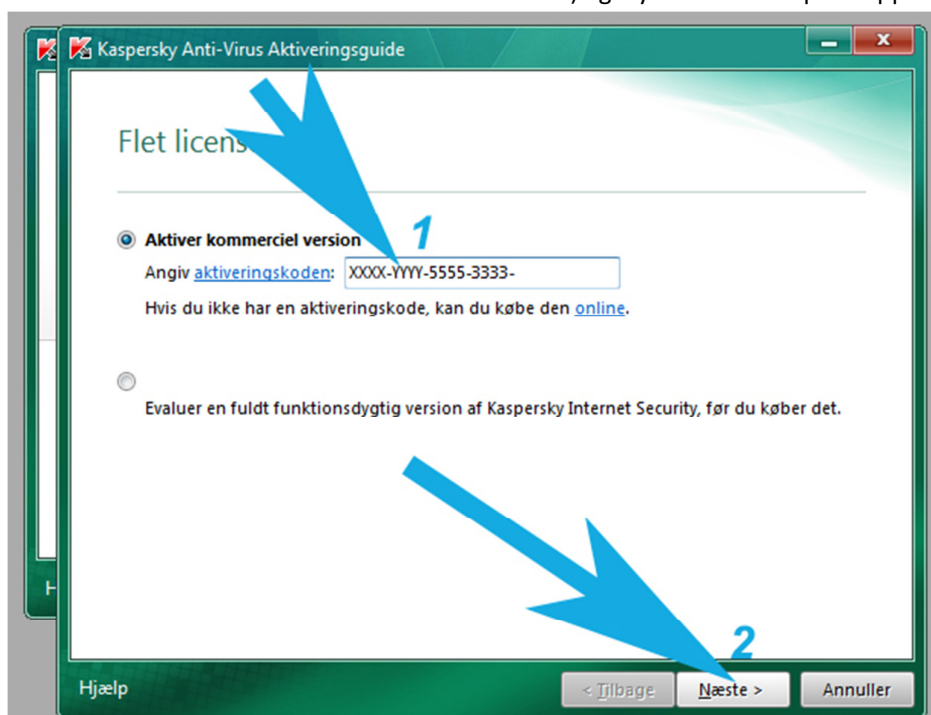 Kaspersky Anti-Virus Aktiveringsguide
Flet licens
1
Aktiver kommerciel version
Angiv aktiveringskoden: XXXX-YYYY-5555-3333-
Hvis du ikke har en aktiveringskode, kan du købe den online.
Evaluer en fuldt funktionsdygtig version af Kaspersky Internet Security, før du køber det.
2
Hjælp
< Tilbage
Næste >
Annuller